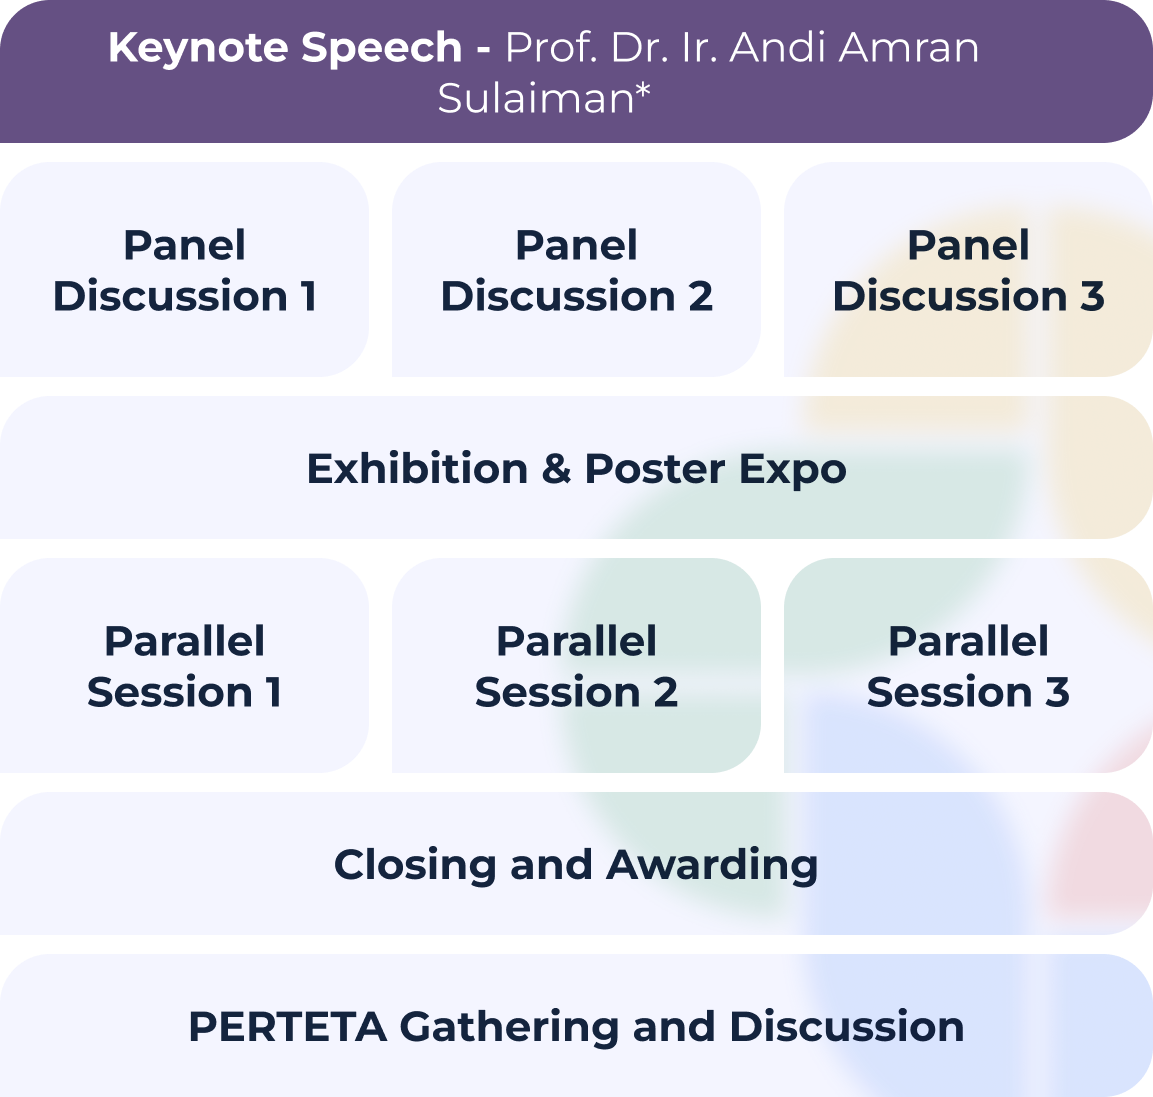 Keynote Speech - Prof. Dr. Ir. Andi Amran
Sulaiman*
Panel
Discussion 1
Panel
Discussion 2
Panel
Discussion 3
Exhibition & Poster Expo
Parallel
Session 1
Parallel
Session 2
Parallel
Session 3
Closing and Awarding
PERTETA Gathering and Discussion